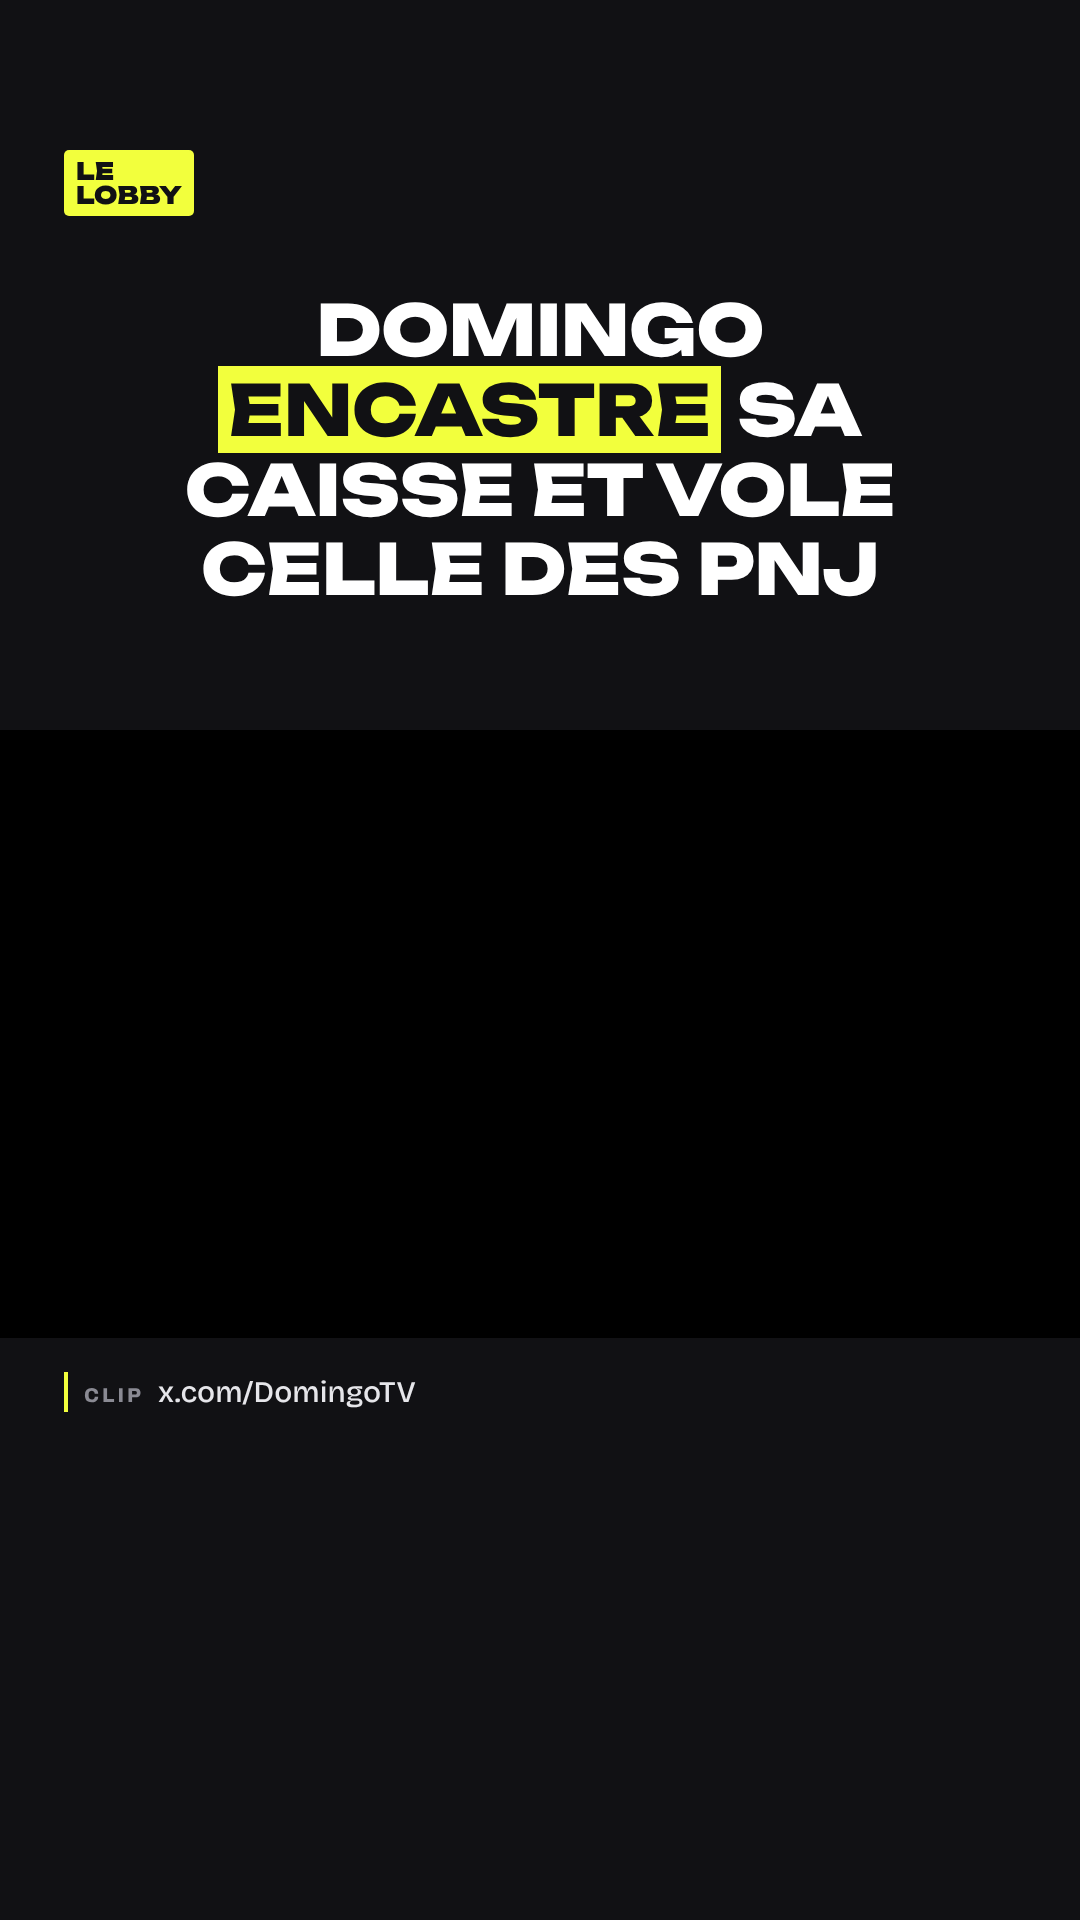 LE
LOBBY
DOMINGO
ENCASTRE SA
CAISSE ET VOLE
CELLE DES PNJ
CLIP x.com/DomingoTV